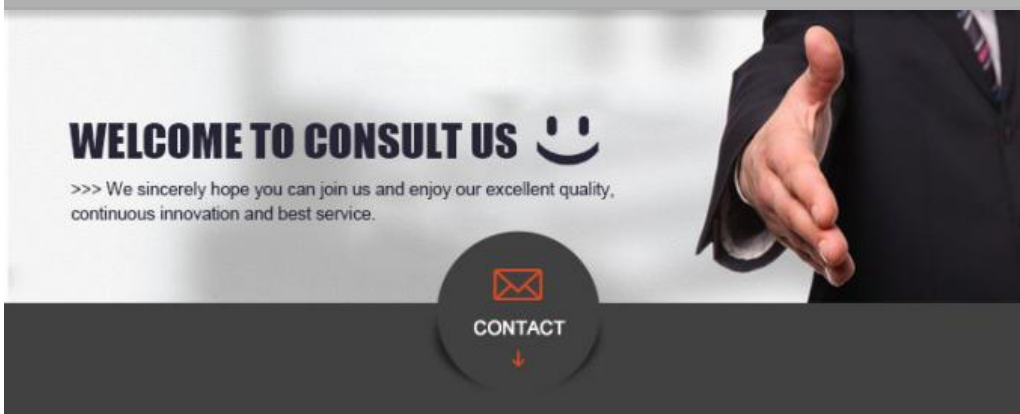 WELCOME TO CONSULT US
>>> We sincerely hope you can join us and enjoy our excellent quality,
continuous innovation and best service.
CONTACT